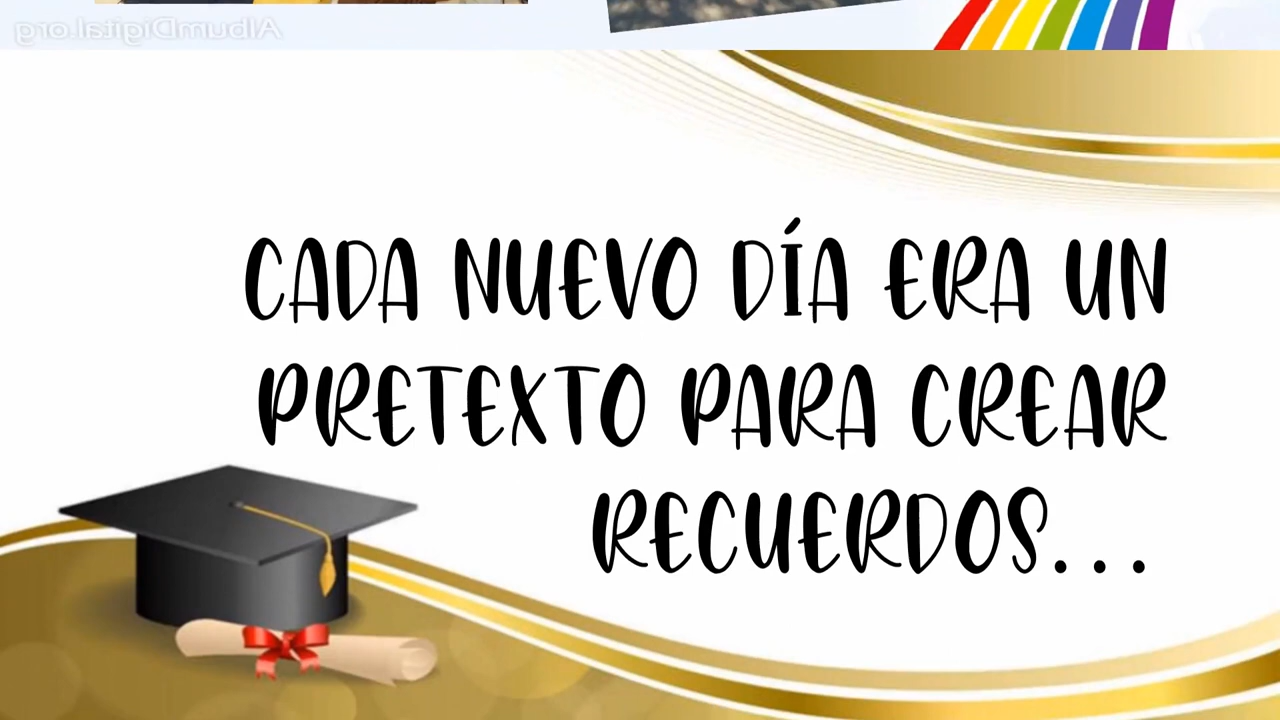 AlbumDigital.org
CADA NUEVO DÍA ERA UN
PRETEXTO PARA CREAR
RECUERDOS...